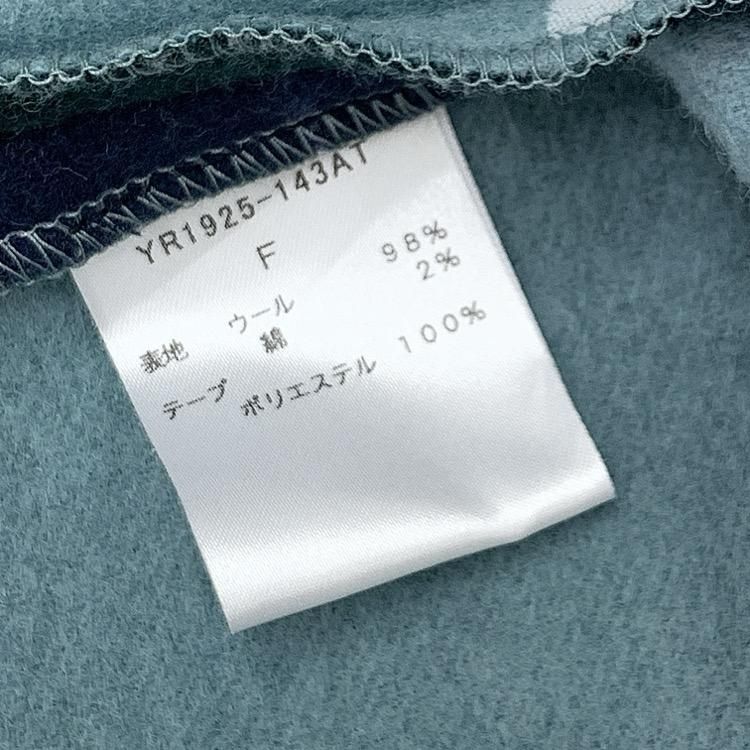 YR1925-143AT
F
表地 ウール 98%
綿 2%
テープ ポリエステル 100%